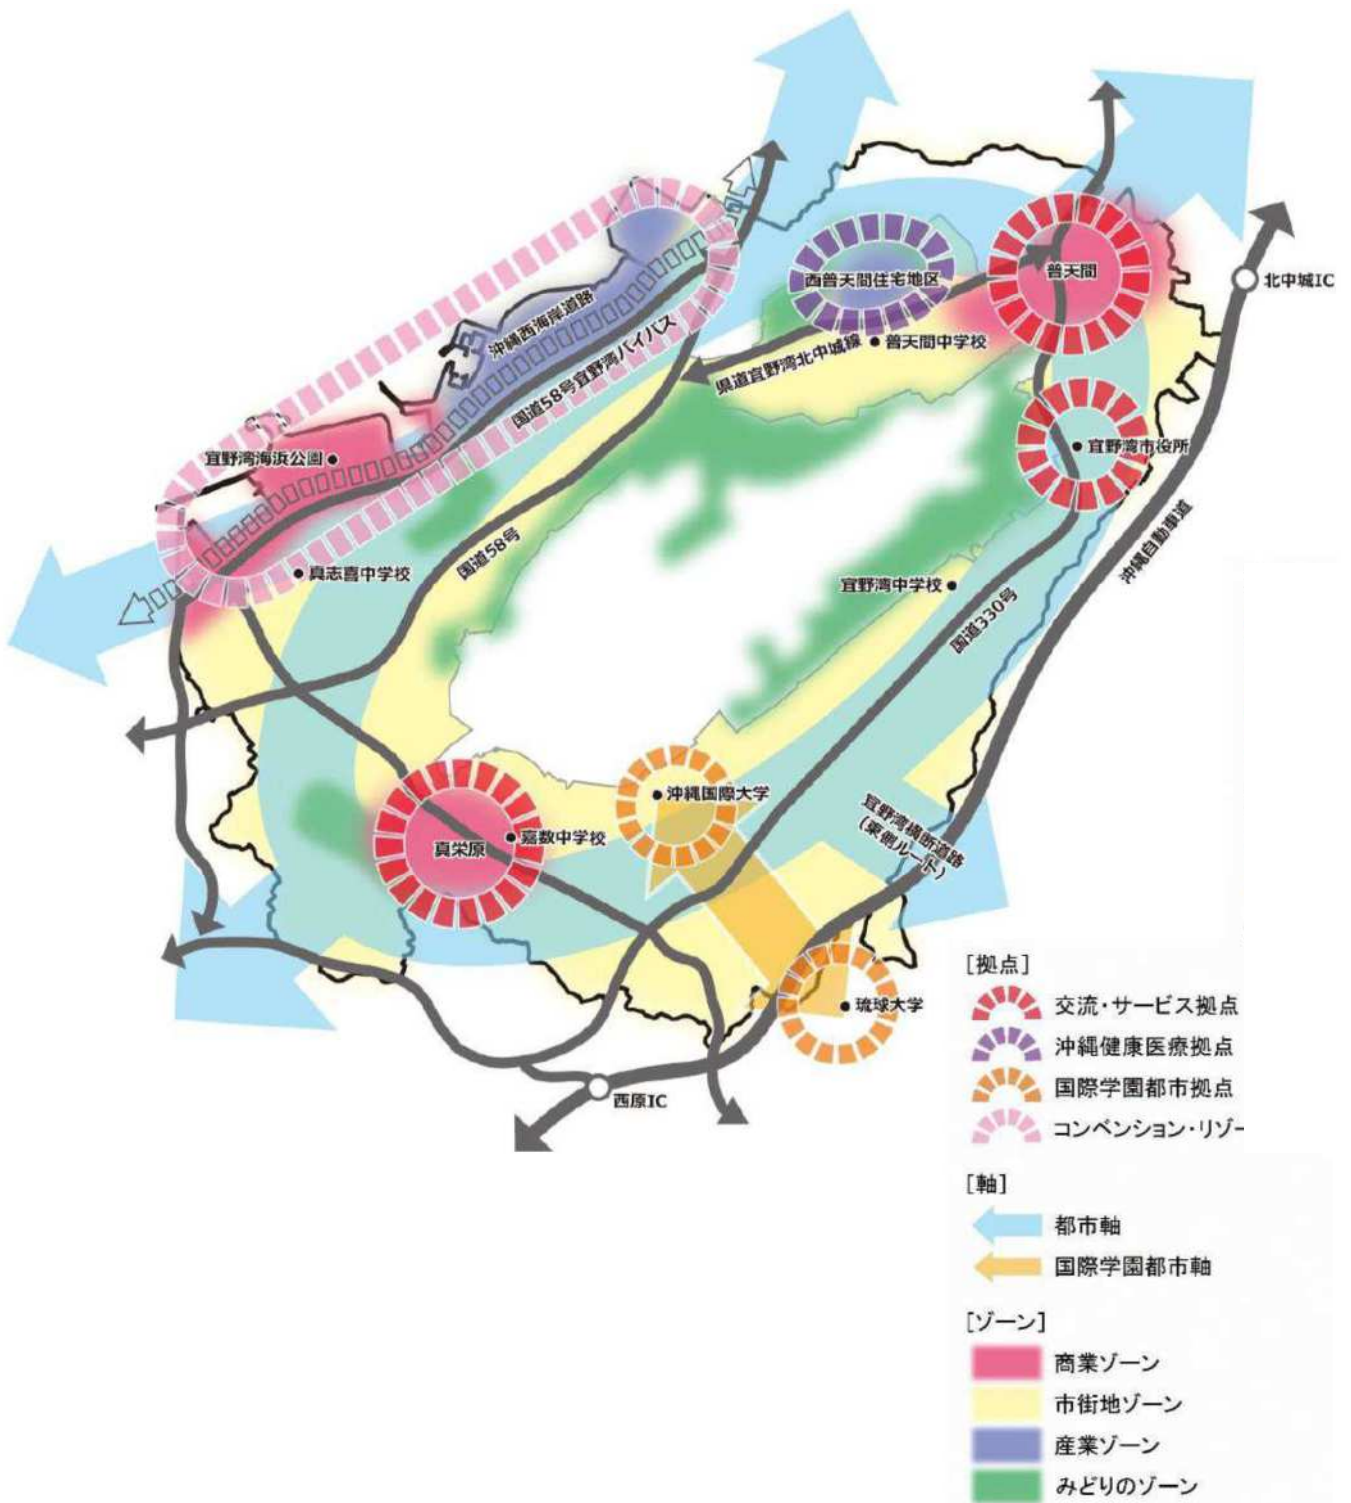 西普天間住宅地区
普天間
北中城IC
沖縄西海岸道路
国道58号宜野湾バイパス
県道宜野湾北中城線
普天間中学校
宜野湾海浜公園
宜野湾市役所
真志喜中学校
国道58号
宜野湾中学校
国道330号
沖縄自動車道
沖縄国際大学
嘉数中学校
真栄原
宜野湾横断道路
(東側ルート)
琉球大学
西原IC
[拠点]
交流・サービス拠点
沖縄健康医療拠点
国際学園都市拠点
コンベンション・リゾー
[軸]
都市軸
国際学園都市軸
[ゾーン]
商業ゾーン
市街地ゾーン
産業ゾーン
みどりのゾーン